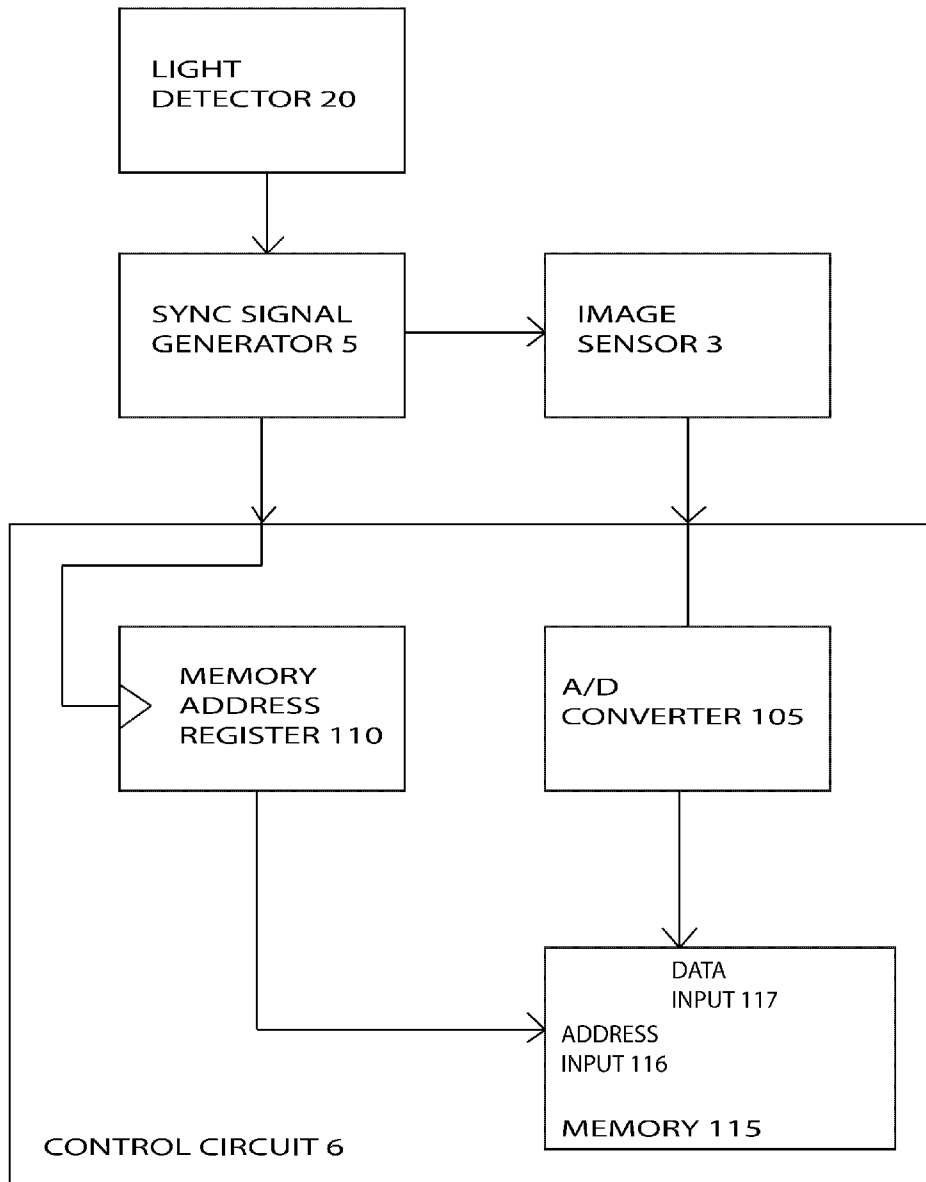 LIGHT
DETECTOR 20
SYNC SIGNAL
GENERATOR 5
IMAGE
SENSOR 3
MEMORY
ADDRESS
REGISTER 110
A/D
CONVERTER 105
DATA
INPUT 117
ADDRESS
INPUT 116
MEMORY 115
CONTROL CIRCUIT 6